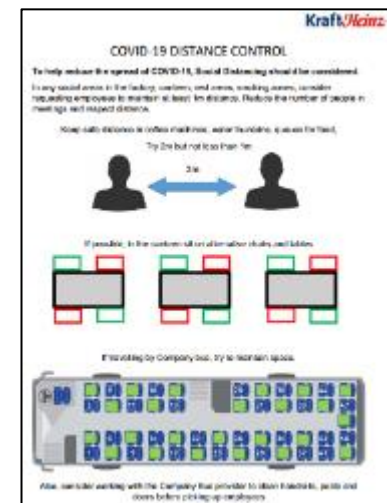 KraftHeinz
COVID-19 DISTANCE CONTROL
To help reduce the spread of COVID-19, Social Distancing should be considered.
In any social areas in the factory, canteen, rest areas, smoking areas, consider
requesting employees to maintain at least 1m distance. Reduce the number of people in
meetings and respect distance.
Keep safe distance in coffee machines, water fountains, queues for food,
Try 2m but not less than 1m
2m
If possible, in the canteen sit on alternative chairs and tables
If travelling by Company bus, try to maintain space.
Also, consider working with the Company Bus provider to clean handrails, posts and
doors before picking up employees